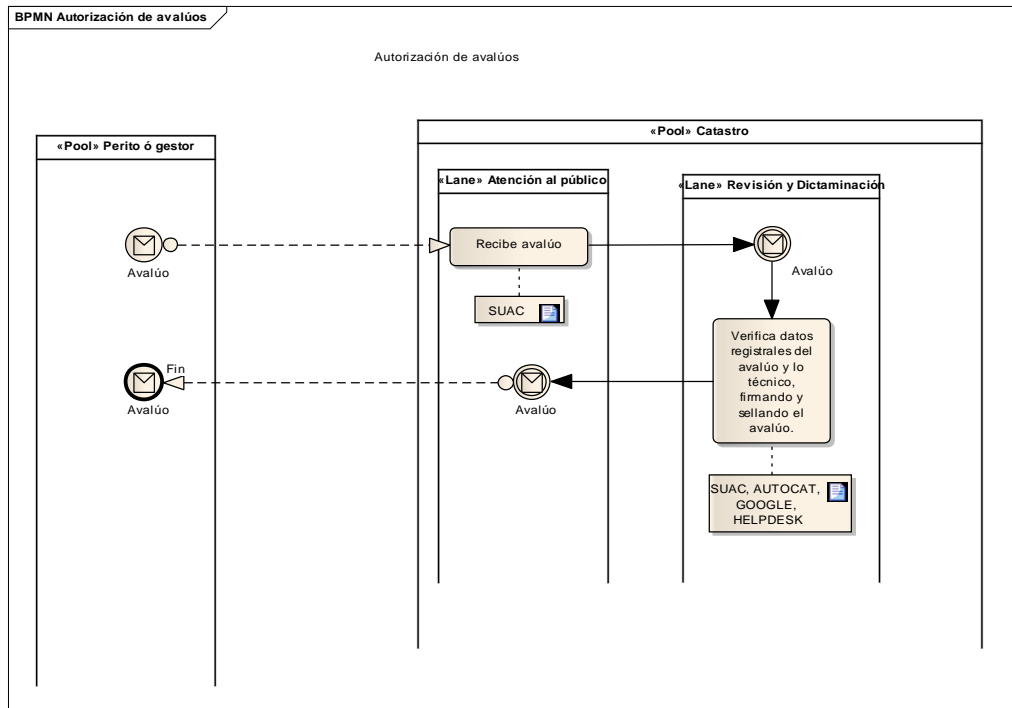 BPMN Autorización de avalúos
Autorización de avalúos
«Pool» Perito ó gestor
«Pool» Catastro
«Lane» Atención al público
«Lane» Revisión y Dictaminación
Avalúo
Recibe avalúo
Avalúo
SUAC
Verifica datos
registrales del
avalúo y lo
técnico,
firmando y
sellando el
avalúo.
Fin
Avalúo
Avalúo
SUAC, AUTOCAT,
GOOGLE,
HELPDESK